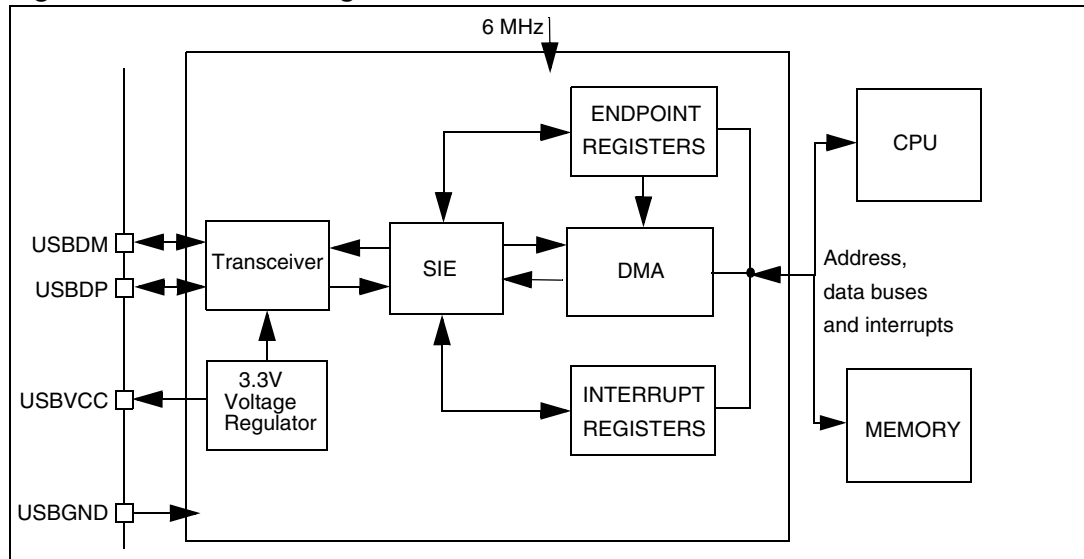 6 MHz
ENDPOINT
REGISTERS
CPU
USBDM
Transceiver
SIE
DMA
Address,
data buses
and interrupts
USBDP
3.3V
Voltage
Regulator
USBVCC
INTERRUPT
REGISTERS
MEMORY
USBGND